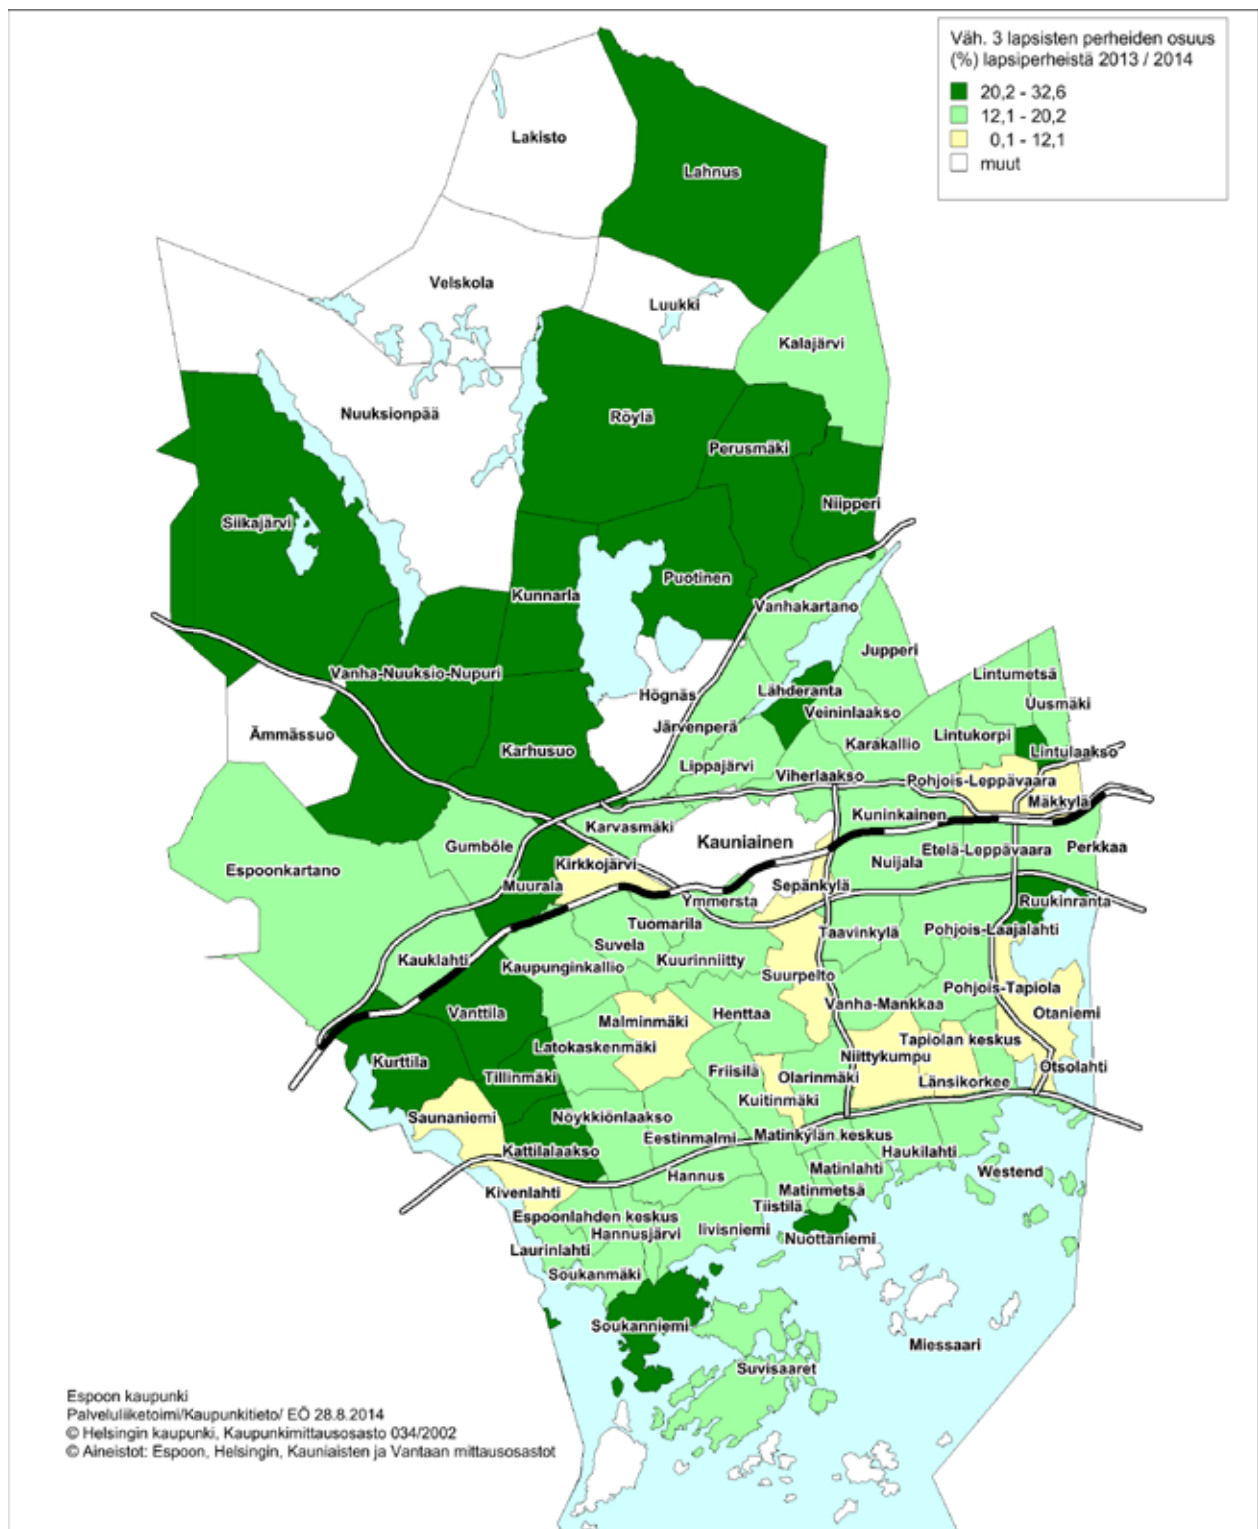 Väh. 3 lapsisten perheiden osuus
(%) lapsiperheistä 2013 / 2014
20,2 - 32,6
12,1 - 20,2
0,1 - 12,1
muut
Lakisto
Lahnus
Velskola
Luukki
Kalajärvi
Nuuksionpää
Röylä
Perusmäki
Niipperi
Siikajärvi
Puotinen
Kunnarla
Vanhakartano
Jupperi
Vanha-Nuuksio-Nupuri
Lintumetsä
Högnäs
Lähderanta
Uusmäki
Veininlaakso
Ämmässuo
Järvenperä
Lintukorpi
Karhusuo
Karakallio
Lintulaakso
Lippajärvi
Viherlaakso
Pohjois-Leppävaara
Mäkkylä
Karvasmäki
Kuninkainen
Kauniainen
Gumböle
Etelä-Leppävaara
Perkkaa
Kirkkojärvi
Nuijala
Espoonkartano
Muurala
Sepänkylä
Ymmersta
Ruukinranta
Tuomarila
Taavinkylä
Pohjois-Laajalahti
Suvela
Kauklahti
Kaupunginkallio
Kuurinniitty
Suurpelto
Pohjois-Tapiola
Vanha-Mankkaa
Vanttila
Malminmäki
Henttaa
Otaniemi
Tapiolan keskus
Latokaskenmäki
Niittykumpu
Kurttila
Friisilä
Otsolahti
Tillinmäki
Olarinmäki
Länsikorkee
Kuitinmäki
Saunaniemi
Nöykkiönlaakso
Eestinmalmi
Matinkylän keskus
Kattilalaakso
Haukilahti
Hannus
Matinlahti
Westend
Kivenlahti
Matinmetsä
Tiistilä
Espoonlahden keskus
Hannusjärvi
Iivisniemi
Nuottaniemi
Laurinlahti
Soukanmäki
Soukanniemi
Miessaari
Suvisaaret
Espoon kaupunki
Palveluliiketoimi/Kaupunkitieto/ EÖ 28.8.2014
© Helsingin kaupunki, Kaupunkimittausosasto 034/2002
© Aineistot: Espoon, Helsingin, Kauniaisten ja Vantaan mittausosastot